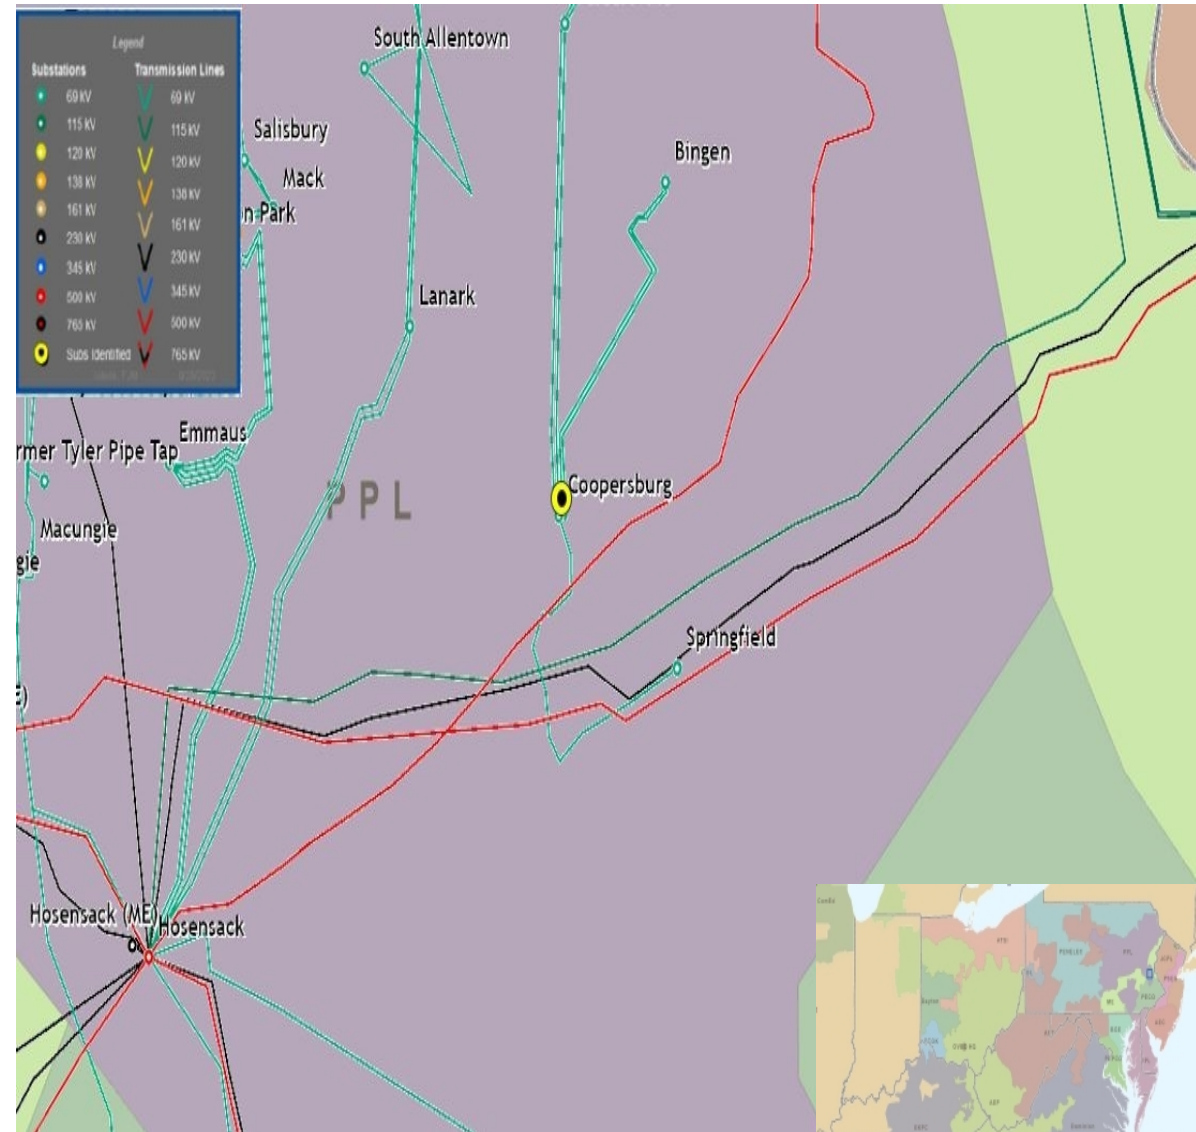 Legend
Substations
Transmission Lines
69 kV
69 kV
115 kV
115 kV
120 kV
120 kV
138 kV
138 kV
161 kV
161 kV
230 kV
230 kV
345 kV
345 kV
500 kV
500 kV
765 kV
765 kV
Subs Identified
South Allentown
Salisbury
Mack
n Park
Bingen
Lanark
Emmaus
rmer Tyler Pipe Tap
Coopersburg
PPL
Macungie
gie
Springfield
E)
Hosensack (ME)
Hosensack